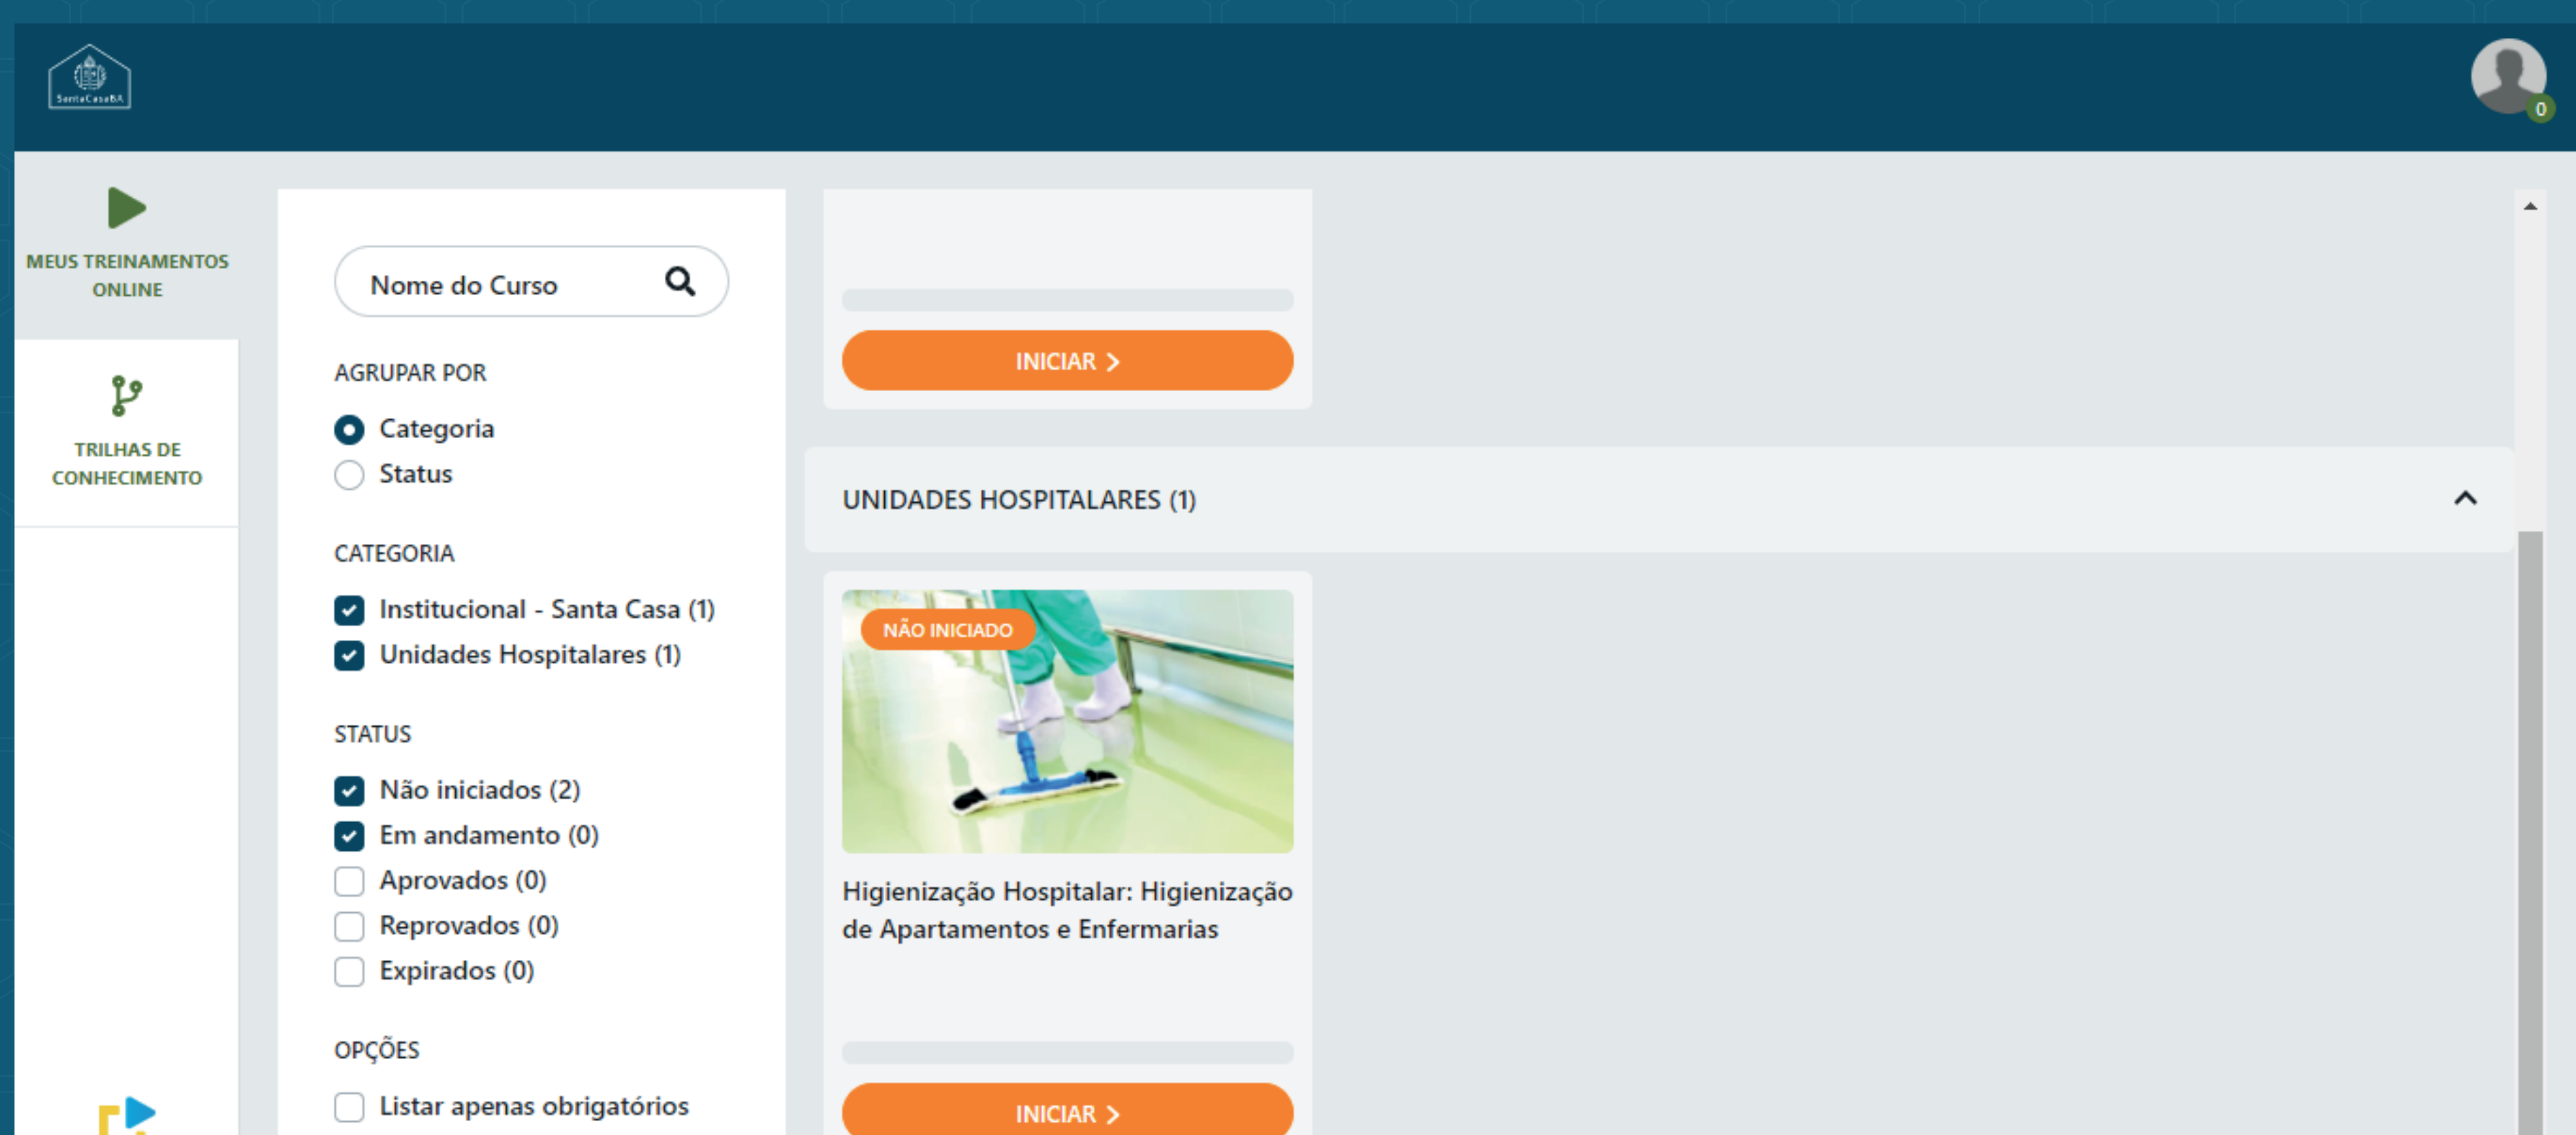 SantaCasaBA
0
MEUS TREINAMENTOS
ONLINE
TRILHAS DE
CONHECIMENTO
Nome do Curso
AGRUPAR POR
Categoria
Status
CATEGORIA
Institucional - Santa Casa (1)
Unidades Hospitalares (1)
STATUS
Não iniciados (2)
Em andamento (0)
Aprovados (0)
Reprovados (0)
Expirados (0)
OPÇÕES
Listar apenas obrigatórios
INICIAR
UNIDADES HOSPITALARES (1)
NÃO INICIADO
Higienização Hospitalar: Higienização
de Apartamentos e Enfermarias
INICIAR